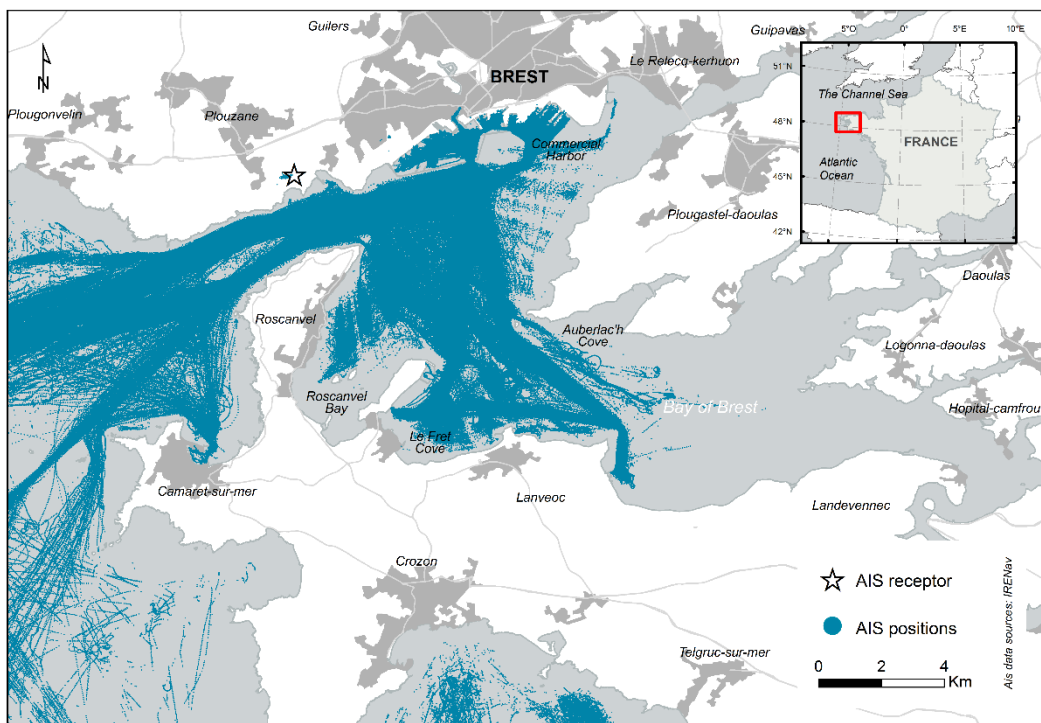 Guilers
Guipavas
Le Relecq-kerhuon
BREST
N
Plougonvelin
Plouzane
Commercial
Harbor
Plougastel-daoulas
Daoulas
Roscanvel
Auberlac'h
Cove
Logonna-daoulas
Roscanvel
Bay
Bay of Brest
Hopital-camfrou
Le Fret
Cove
Camaret-sur-mer
Lanveoc
Landevennec
Crozon
Telgruc-sur-mer
5°O
0°
5°E
10°E
51°N
48°N
45°N
42°N
The Channel Sea
FRANCE
Atlantic
Ocean
AIS receptor
AIS positions
0 2 4
Km
Ais data sources: IRENav